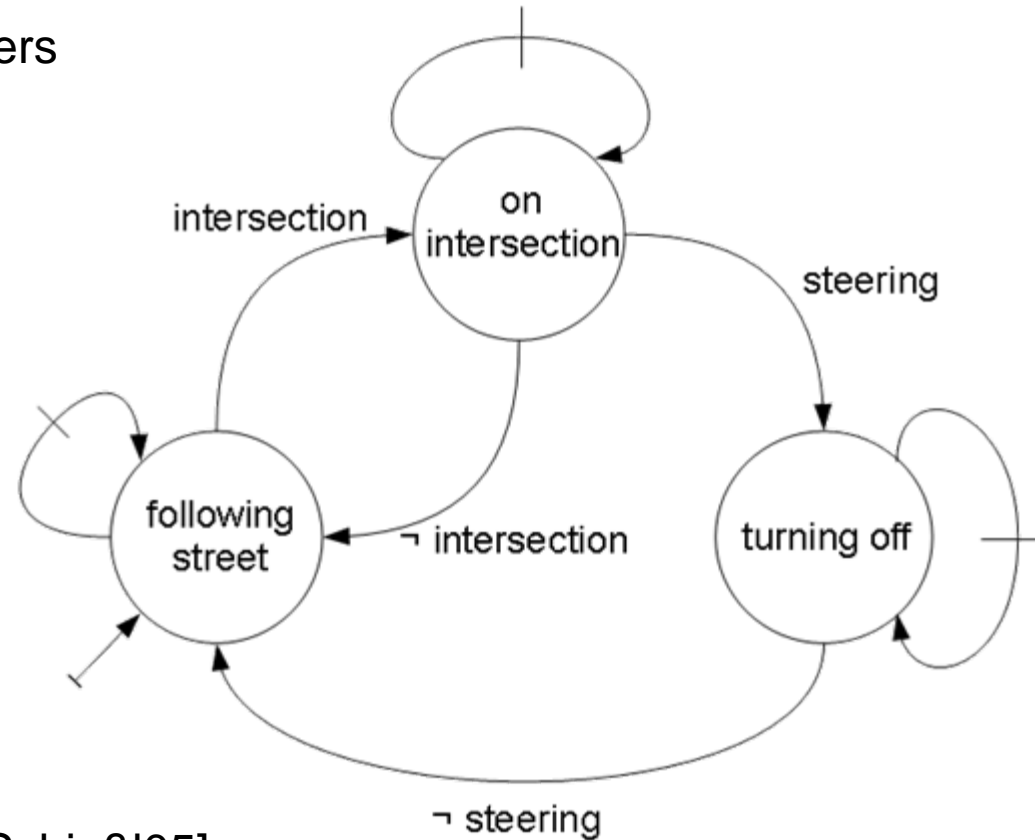 ers
on
intersection
intersection
steering
following
street
¬ intersection
turning off
¬ steering